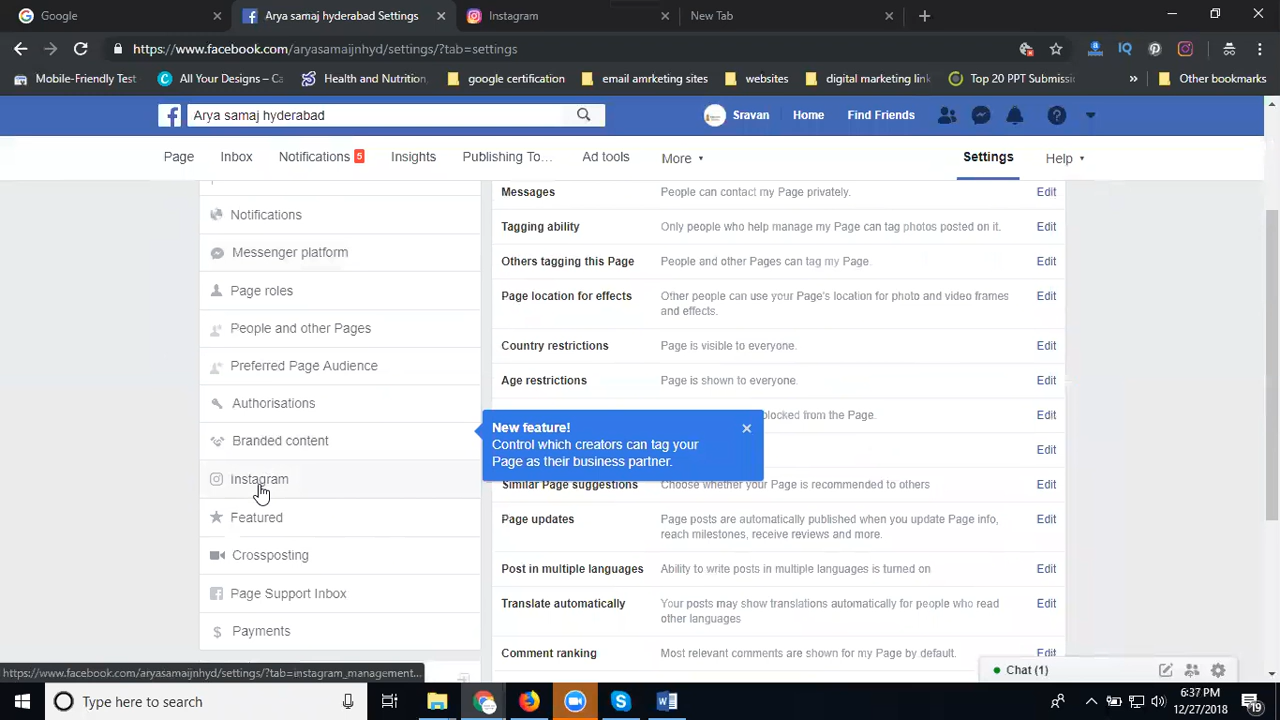 Google
Arya samaj hyderabad Settings
Instagram
New Tab
https://www.facebook.com/aryasamaijnhyd/settings/?tab=settings
Mobile-Friendly Test
All Your Designs – Ca
Health and Nutrition,
google certification
email amrketing sites
websites
digital marketing link
Top 20 PPT Submissi
Other bookmarks
Arya samaj hyderabad
Sravan
Home
Find Friends
Page
Inbox
Notifications 5
Insights
Publishing To...
Ad tools
More
Settings
Help
Notifications
Messenger platform
Page roles
People and other Pages
Preferred Page Audience
Authorisations
Branded content
Instagram
Featured
Crossposting
Page Support Inbox
Payments
Messages People can contact my Page privately. Edit
Tagging ability Only people who help manage my Page can tag photos posted on it. Edit
Others tagging this Page People and other Pages can tag my Page. Edit
Page location for effects Other people can use your Page's location for photo and video frames Edit
and effects.
Country restrictions Page is visible to everyone. Edit
Age restrictions Page is shown to everyone. Edit
blocked from the Page. Edit
Edit
New feature!
Control which creators can tag your
Page as their business partner.
Similar Page suggestions Choose whether your Page is recommended to others Edit
Page updates Page posts are automatically published when you update Page info, Edit
reach milestones, receive reviews and more.
Post in multiple languages Ability to write posts in multiple languages is turned on Edit
Translate automatically Your posts may show translations automatically for people who read Edit
other languages
Comment ranking Most relevant comments are shown for my Page by default. Edit
https://www.facebook.com/aryasamaijnhyd/settings/?tab=instagram_management...
Chat (1)
Type here to search
6:37 PM
12/27/2018
19